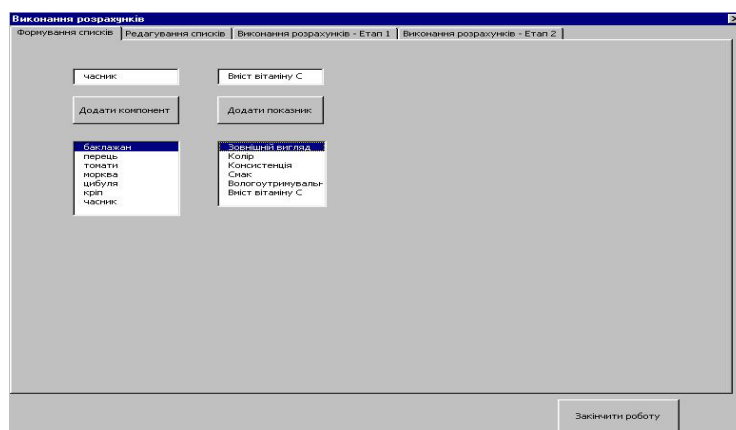 Виконання розрахунків
Формування списків Редагування списків Виконання розрахунків - Етап 1 Виконання розрахунків - Етап 2
часник Вміст вітаміну С
Додати компонент Додати показник
баклажан Зовнішній вигляд
перець Колір
томати Консистенція
морква Смак
цибуля Вологоутримувальн
кріп Вміст вітаміну С
часник
Закінчити роботу